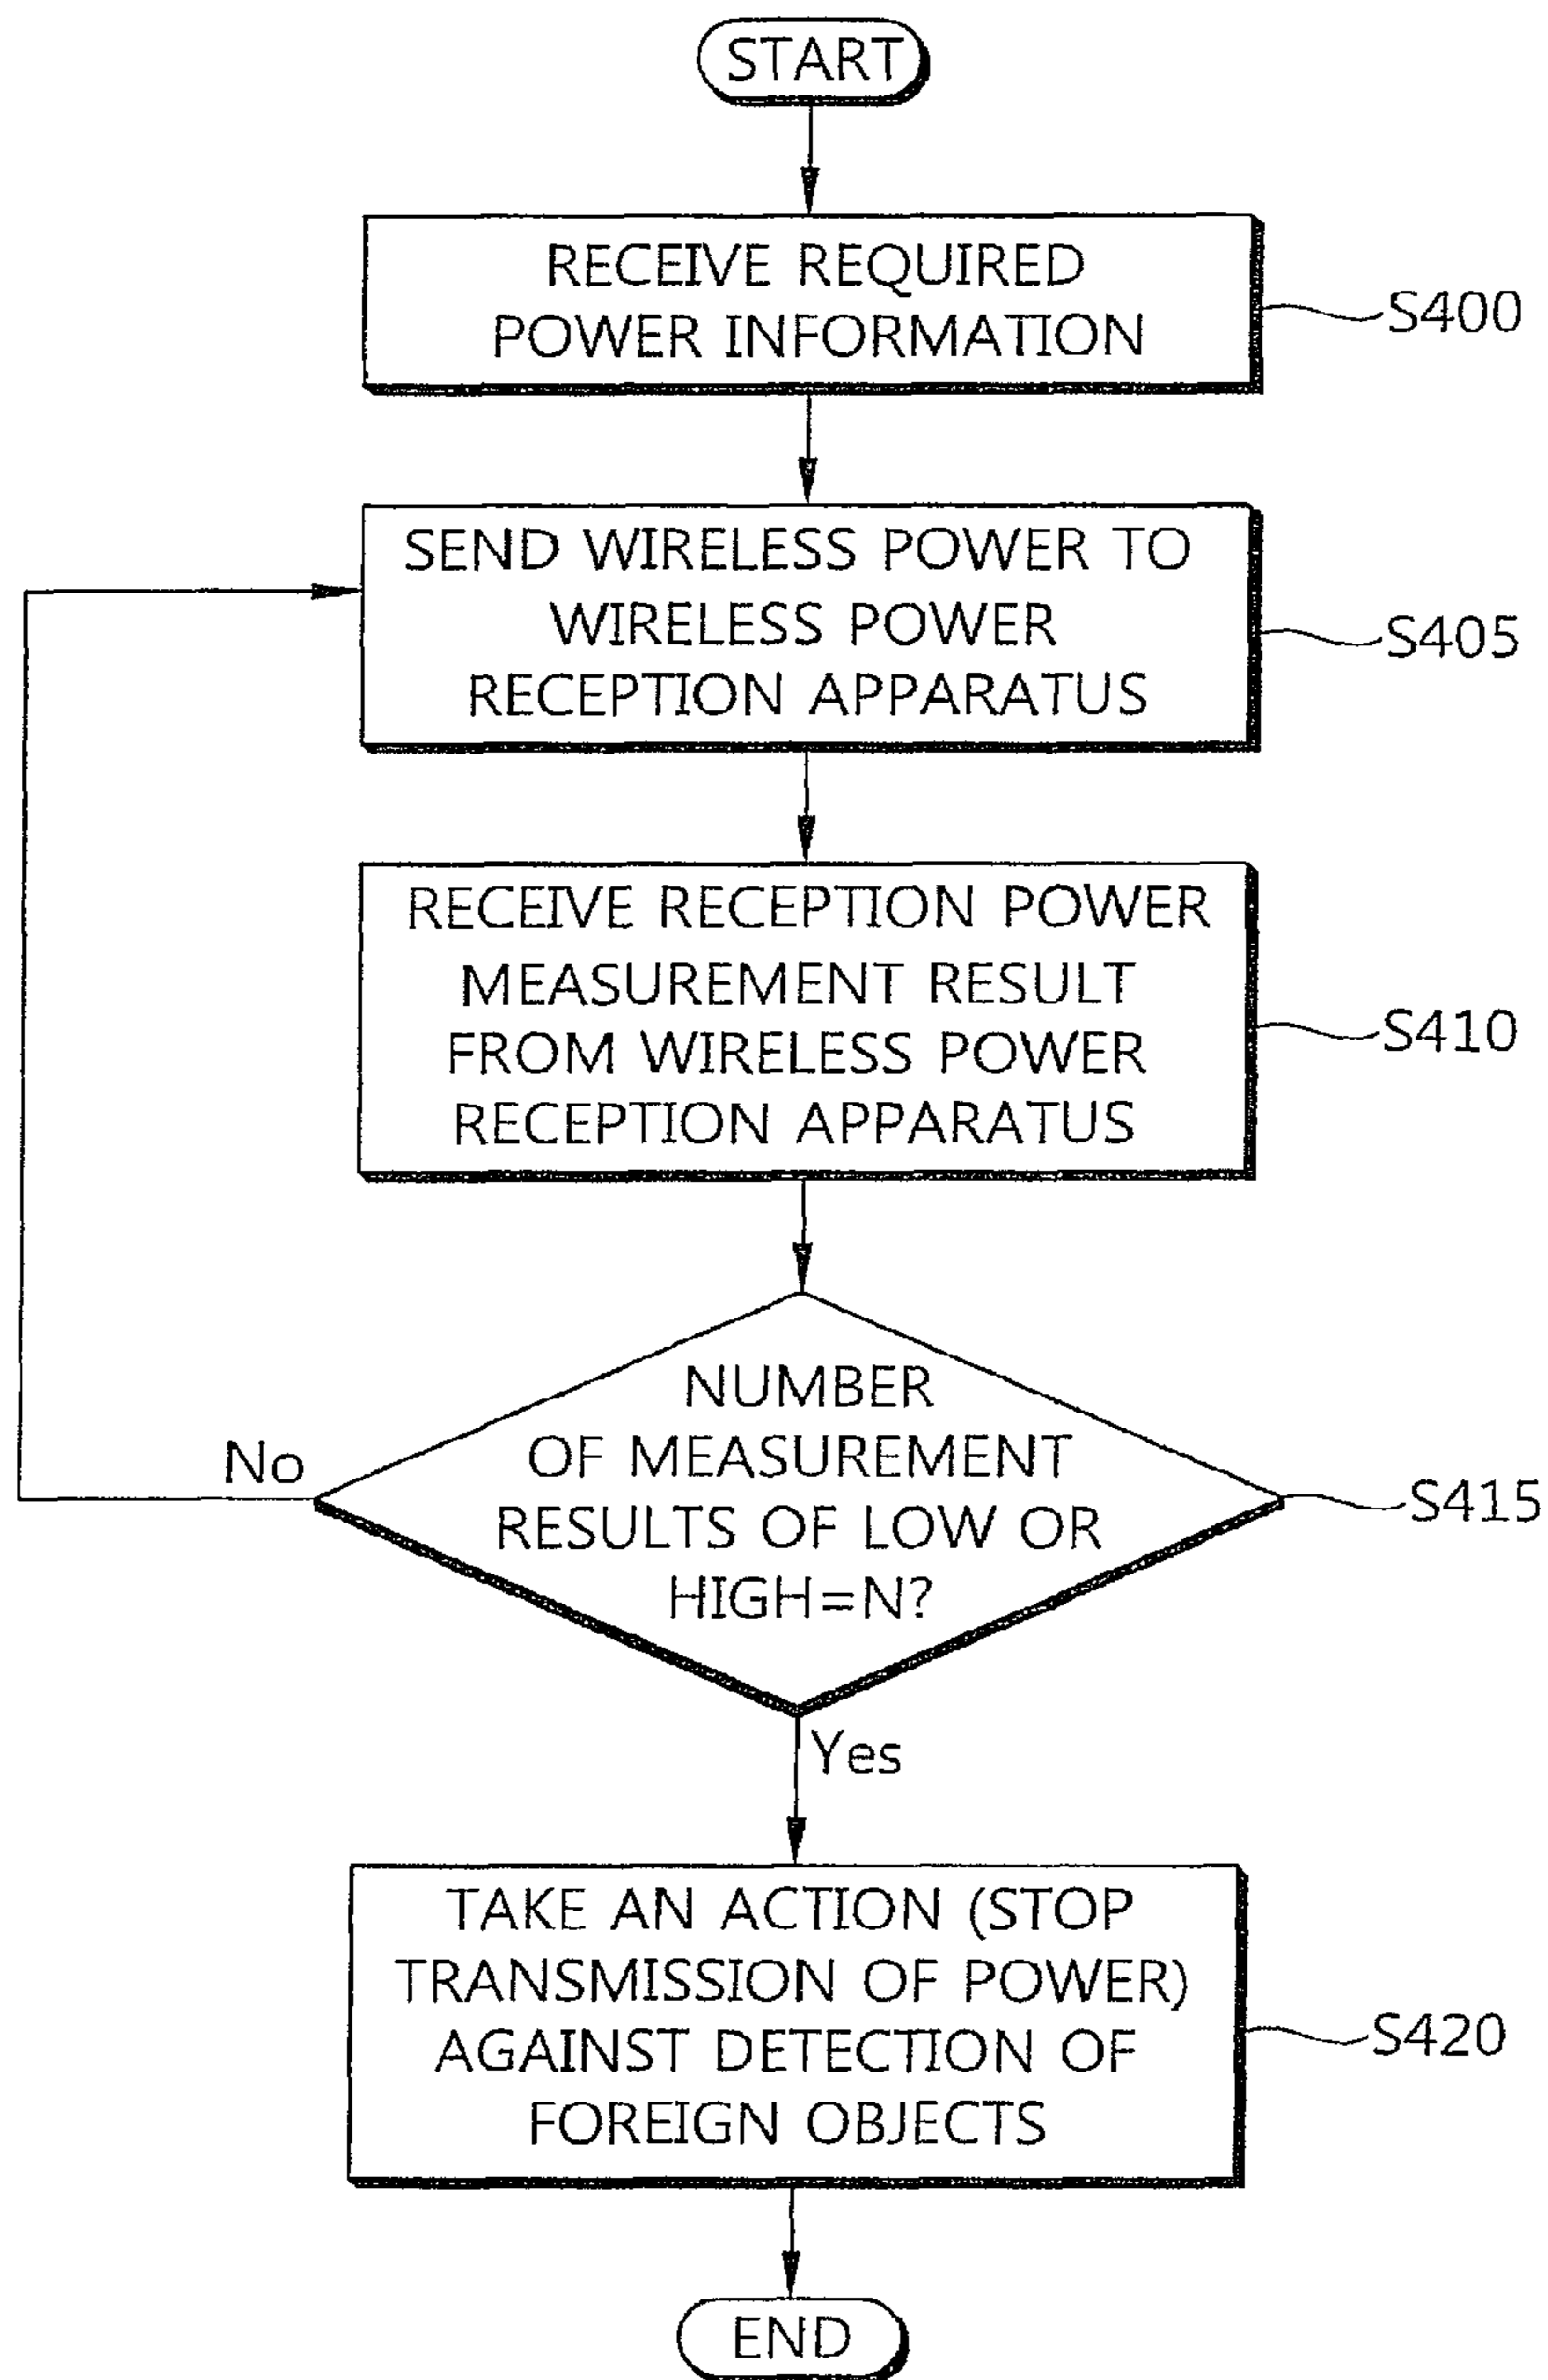 START
RECEIVE REQUIRED
POWER INFORMATION
S400
SEND WIRELESS POWER TO
WIRELESS POWER
RECEPTION APPARATUS
S405
RECEIVE RECEPTION POWER
MEASUREMENT RESULT
FROM WIRELESS POWER
RECEPTION APPARATUS
S410
NUMBER
OF MEASUREMENT
RESULTS OF LOW OR
HIGH=N?
No
S415
Yes
TAKE AN ACTION (STOP
TRANSMISSION OF POWER)
AGAINST DETECTION OF
FOREIGN OBJECTS
S420
END